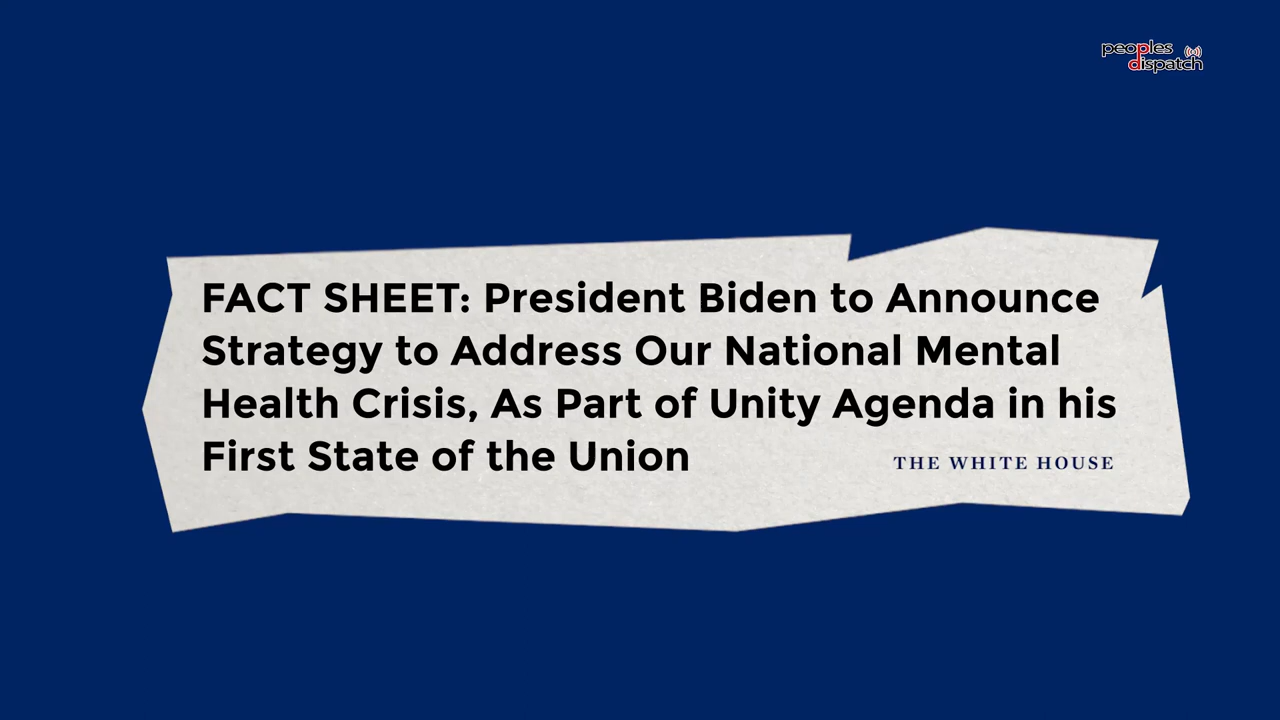 peoples
dispatch
FACT SHEET: President Biden to Announce
Strategy to Address Our National Mental
Health Crisis, As Part of Unity Agenda in his
First State of the Union
THE WHITE HOUSE